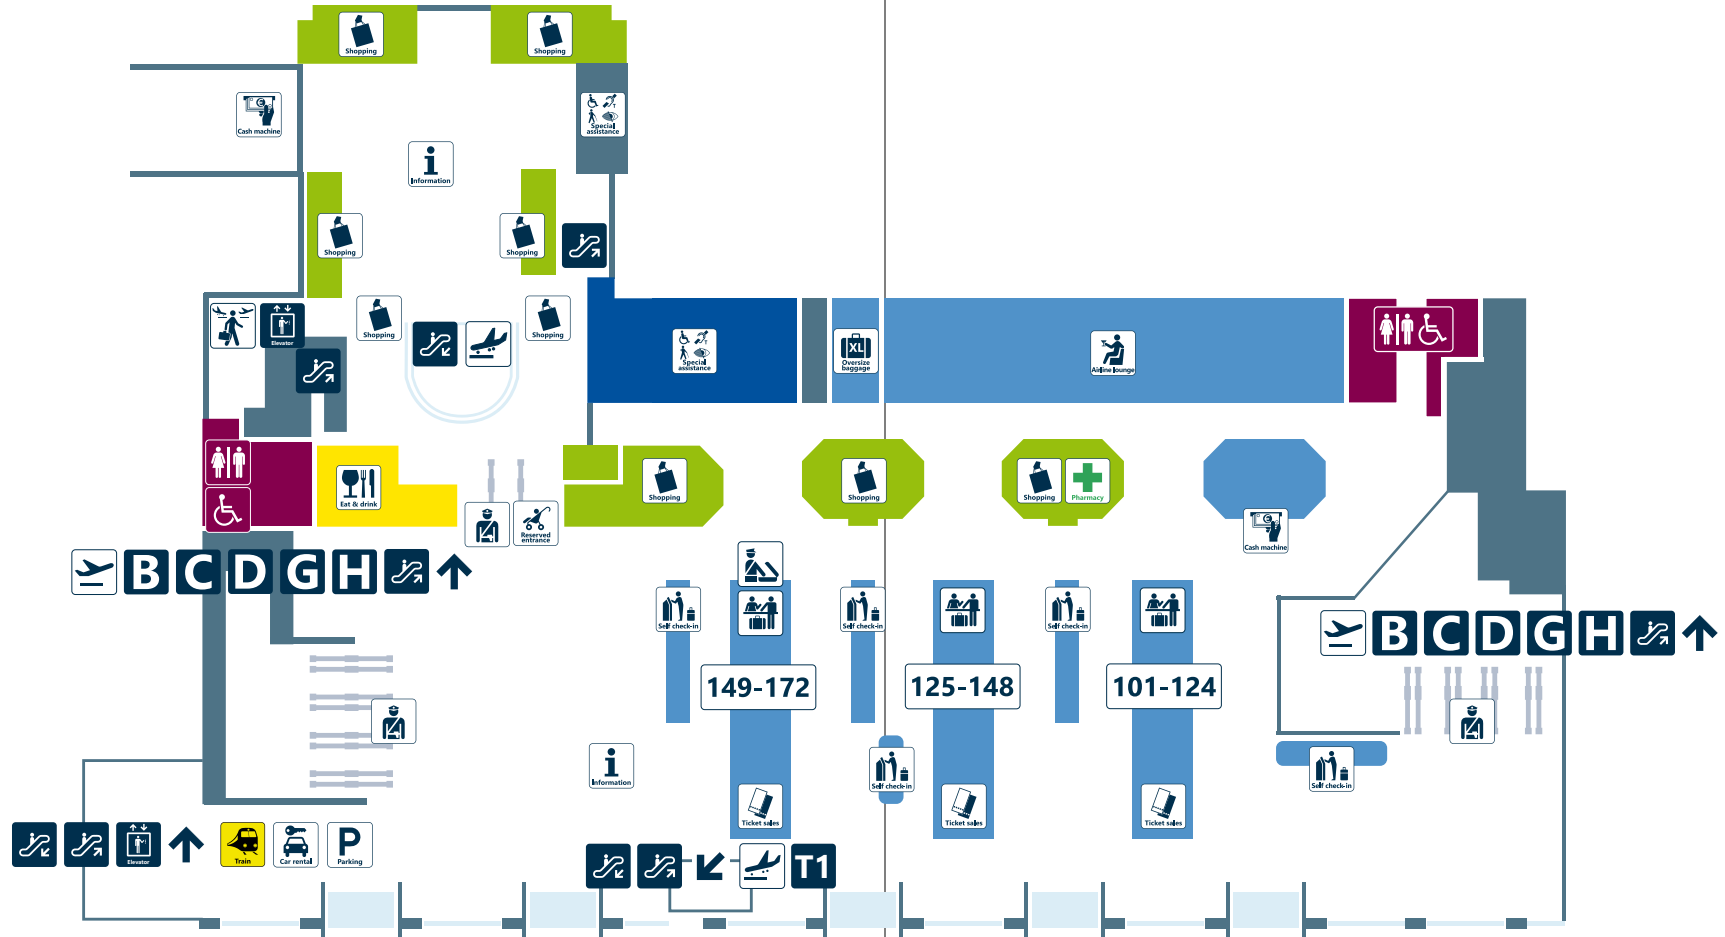 Shopping
Shopping
Cash machine
Special
assistance
T
i
Information
Shopping
Shopping
Shopping
Shopping
Elevator
Special
assistance
T
XL
Oversize
baggage
Airline lounge
Eat & drink
Shopping
Shopping
Shopping
Pharmacy
Reserved
entrance
Cash machine
B C D G H
Self check-in
Self check-in
Self check-in
B C D G H
149-172
125-148
101-124
i
Information
Self check-in
Self check-in
Ticket sales
Ticket sales
Ticket sales
Elevator
Train
Car rental
P
Parking
T1